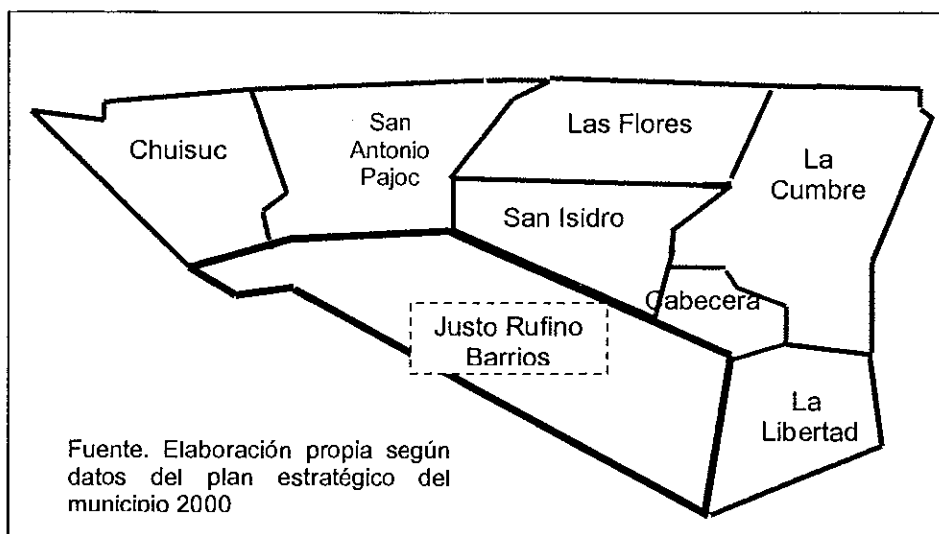 Chuisuc
San
Antonio
Pajoc
Las Flores
La
Cumbre
San Isidro
Cabecera
Justo Rufino
Barrios
La
Libertad
Fuente. Elaboración propia según
datos del plan estratégico del
municipio 2000